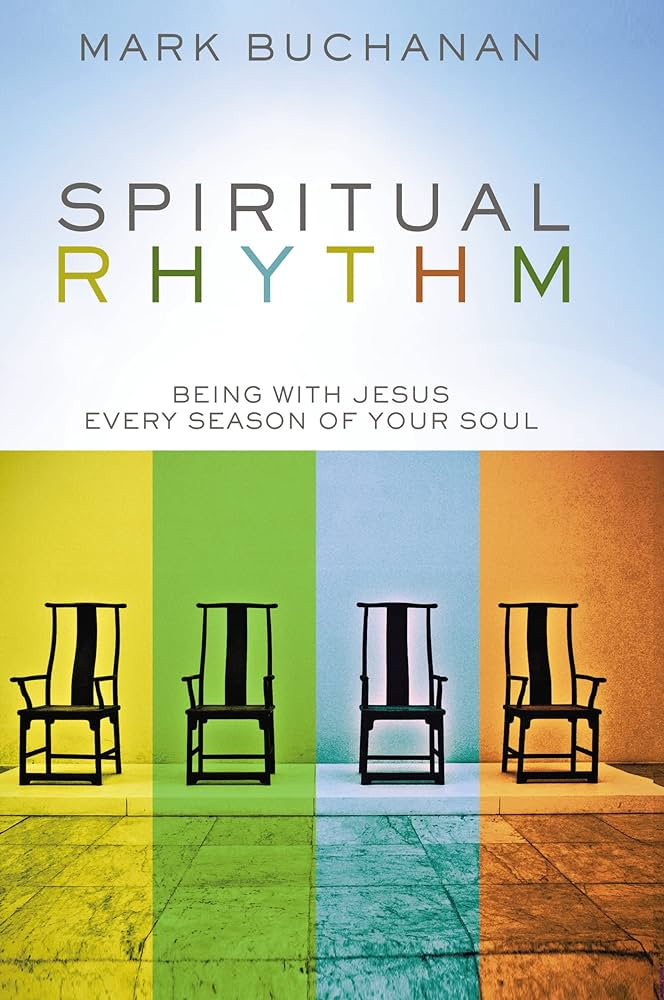 MARK BUCHANAN
SPIRITUAL
RHYTHM
BEING WITH JESUS
EVERY SEASON OF YOUR SOUL